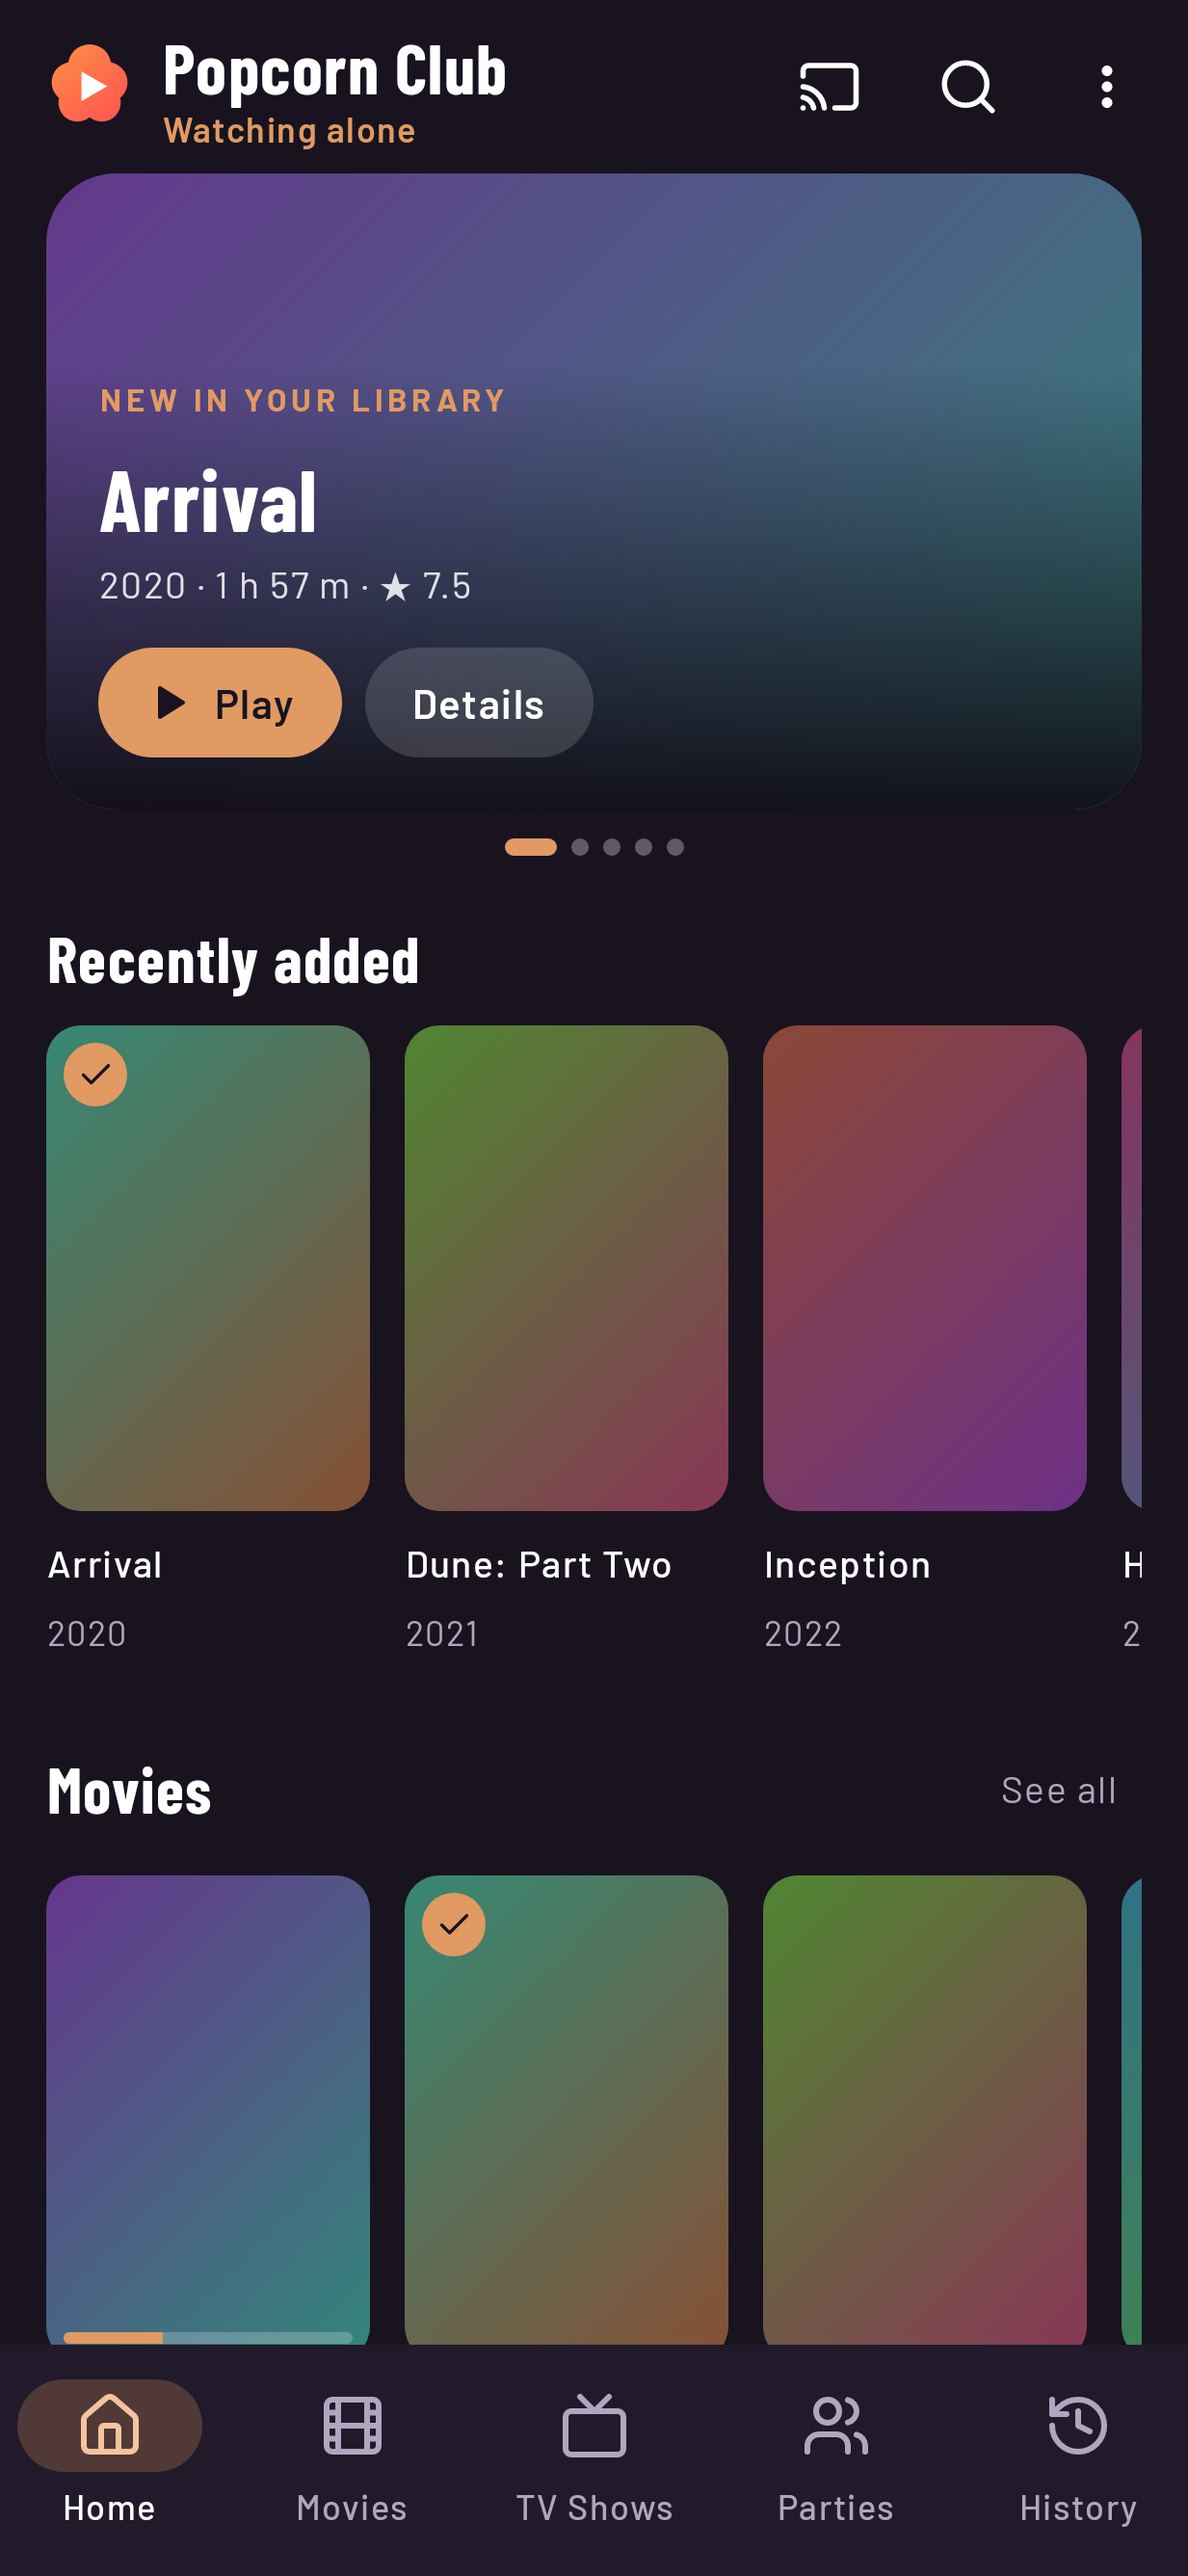 Popcorn Club
Watching alone
NEW IN YOUR LIBRARY
Arrival
2020 · 1 h 57 m · ★ 7.5
Play
Details
Recently added
Arrival
Dune: Part Two
Inception
H
2020
2021
2022
2
Movies
See all
Home
Movies
TV Shows
Parties
History